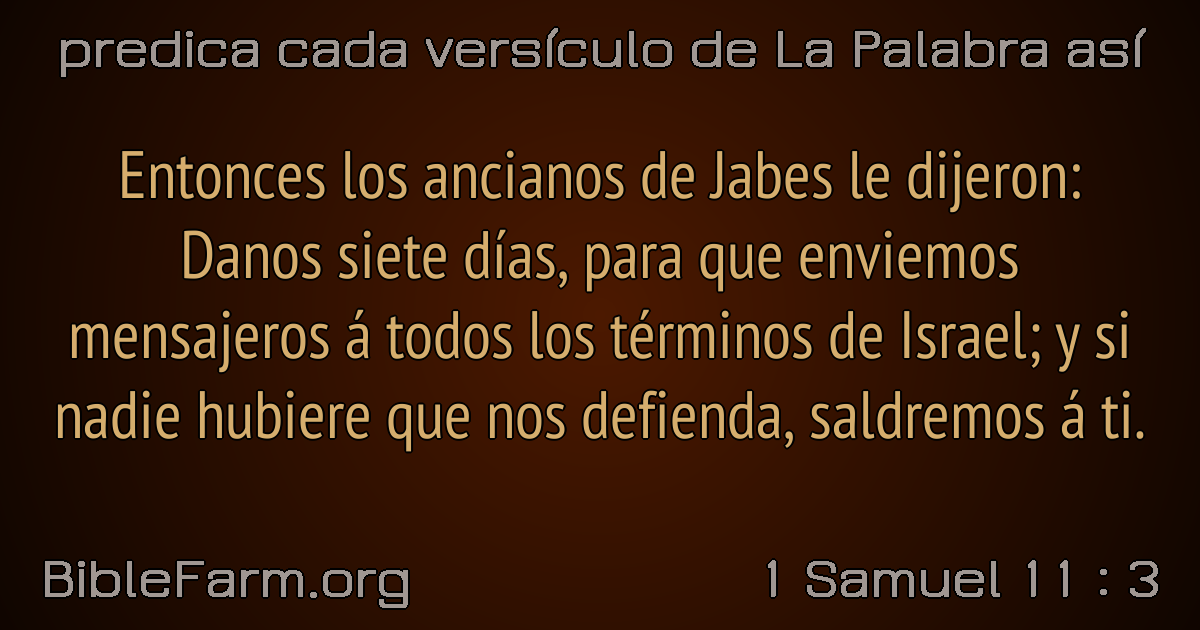 predica cada versículo de La Palabra así
Entonces los ancianos de Jabes le dijeron:
Danos siete días, para que enviemos
mensajeros á todos los términos de Israel; y si
nadie hubiere que nos defienda, saldremos á ti.
BibleFarm.org
1 Samuel 11 : 3